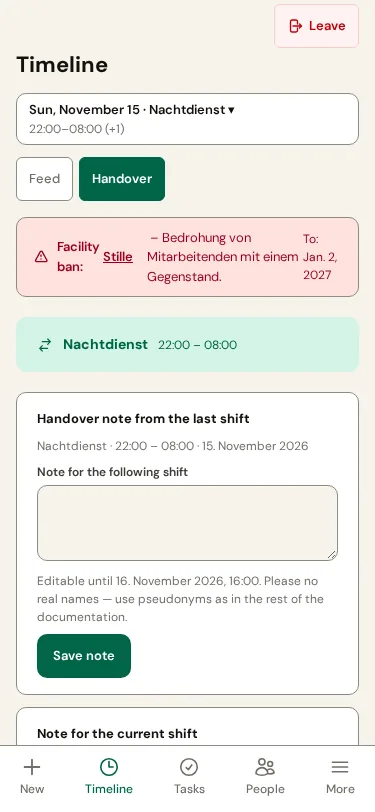 Leave
Timeline
Sun, November 15 · Nachtdienst ▾
22:00–08:00 (+1)
Feed
Handover
Facility ban: Stille – Bedrohung von Mitarbeitenden mit einem Gegenstand. To: Jan. 2, 2027
Nachtdienst 22:00 – 08:00
Handover note from the last shift
Nachtdienst · 22:00 – 08:00 · 15. November 2026
Note for the following shift
Editable until 16. November 2026, 16:00. Please no
real names — use pseudonyms as in the rest of the
documentation.
Save note
Note for the current shift
New
Timeline
Tasks
People
More